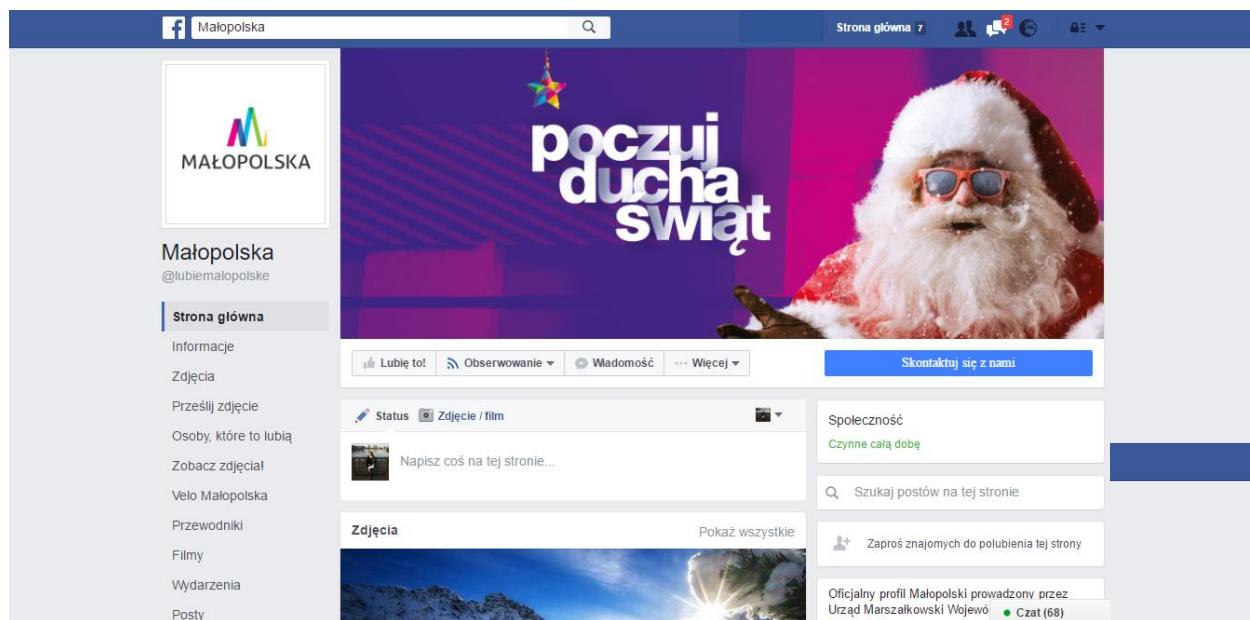 Małopolska
Strona główna 7
2
MAŁOPOLSKA
poczuj
ducha
świąt
Małopolska
@lubiemalopolske
Strona główna
Informacje
Zdjęcia
Prześlij zdjęcie
Osoby, które to lubią
Zobacz zdjęcia!
Velo Małopolska
Przewodniki
Filmy
Wydarzenia
Posty
Lubię to!
Obserwowanie
Wiadomość
Więcej
Skontaktuj się z nami
Status
Zdjęcie / film
Napisz coś na tej stronie...
Zdjęcia
Pokaż wszystkie
Społeczność
Czynne całą dobę
Szukaj postów na tej stronie
Zaproś znajomych do polubienia tej strony
Oficjalny profil Małopolski prowadzony przez
Urząd Marszałkowski Wojewó
Czat (68)